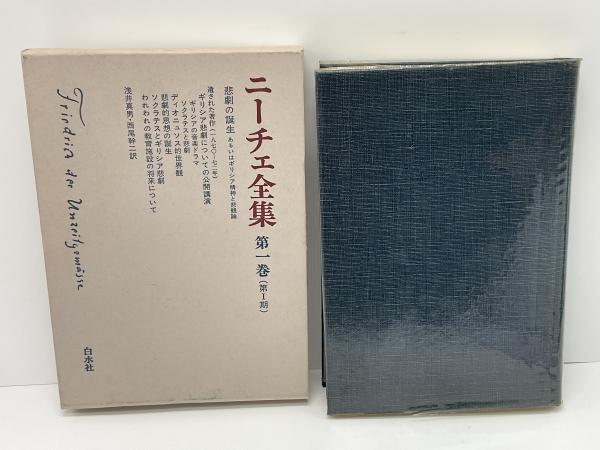 ニーチェ全集 第一巻(第Ⅰ期)
悲劇の誕生 あるいはギリシア精神と悲観論
遺された著作(一八七〇—七二年)
ギリシア悲劇についての公開講演
ギリシアの音楽ドラマ
ソクラテスと悲劇
ディオニュソス的世界観
悲劇的思想の誕生
ソクラテスとギリシア悲劇
われわれの教育施設の将来について
浅井真男・西尾幹二訳
Friedrich der Unzeitgemässe
白水社